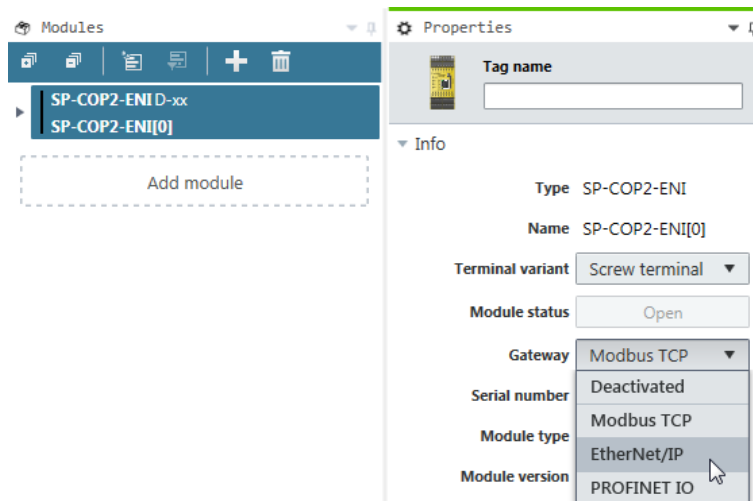 Modules
SP-COP2-ENI D-xx
SP-COP2-ENI[0]
Add module
Properties
Tag name
Info
Type SP-COP2-ENI
Name SP-COP2-ENI[0]
Terminal variant Screw terminal
Module status Open
Gateway Modbus TCP
Serial number Deactivated
Modbus TCP
Module type
EtherNet/IP
Module version
PROFINET IO